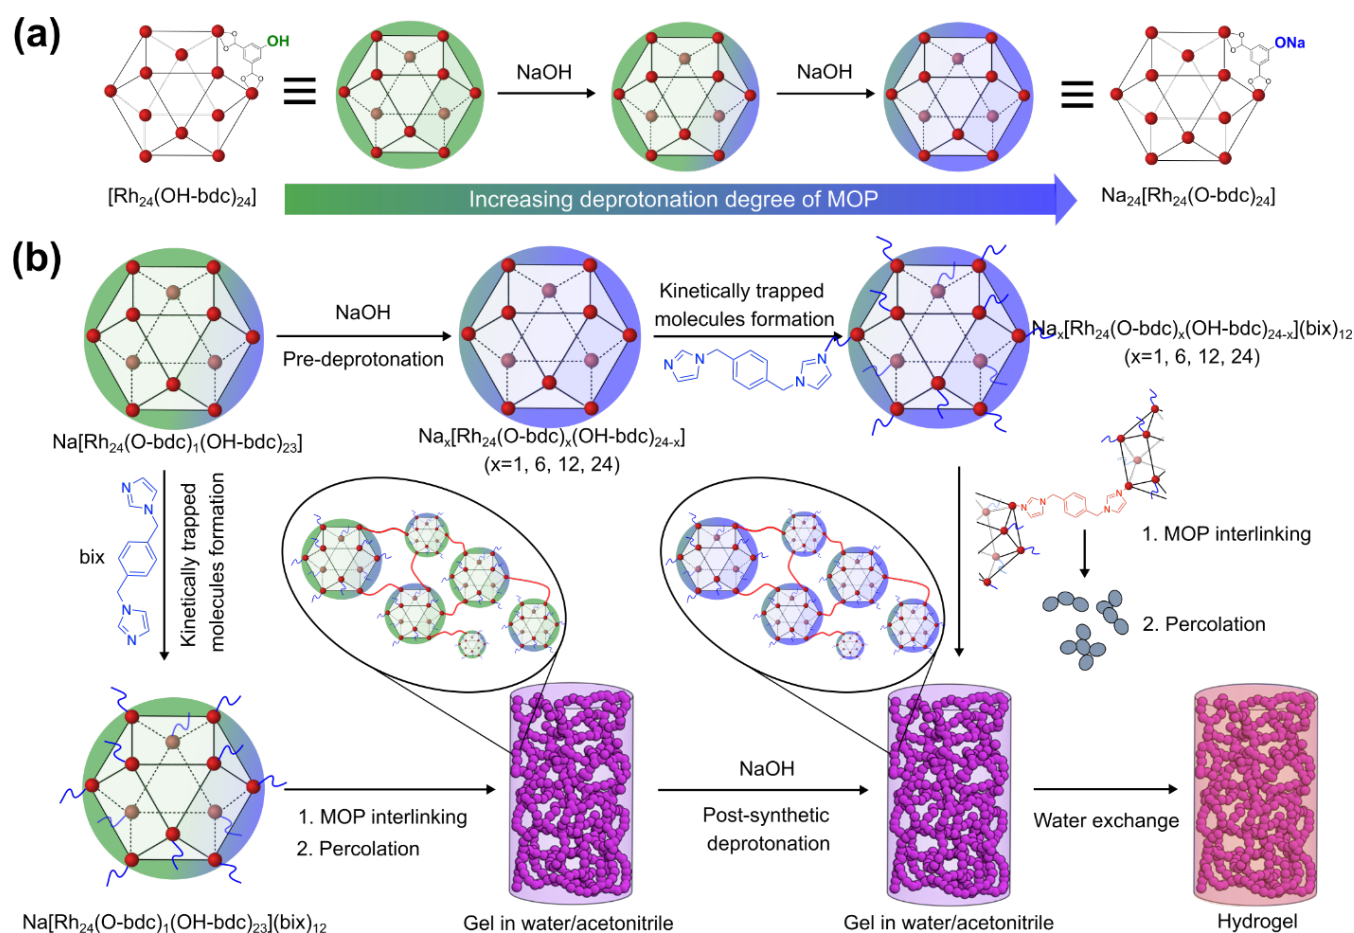 (a)
OH
O
O
O
O
NaOH
NaOH
ONa
O
O
O
O
≡
≡
[Rh₂₄(OH-bdc)₂₄]
Increasing deprotonation degree of MOP
Na₂₄[Rh₂₄(O-bdc)₂₄]
(b)
NaOH
Pre-deprotonation
Kinetically trapped
molecules formation
N
N
N
N
Na[Rh₂₄(O-bdc)₁(OH-bdc)₂₃]
Naₓ[Rh₂₄(O-bdc)ₓ(OH-bdc)₂₄₋ₓ]
(x=1, 6, 12, 24)
Naₓ[Rh₂₄(O-bdc)ₓ(OH-bdc)₂₄₋ₓ](bix)₁₂
(x=1, 6, 12, 24)
N
N
bix
N
N
Kinetically trapped
molecules formation
N
N
N
N
1. MOP interlinking
2. Percolation
1. MOP interlinking
2. Percolation
NaOH
Post-synthetic
deprotonation
Water exchange
Na[Rh₂₄(O-bdc)₁(OH-bdc)₂₃](bix)₁₂
Gel in water/acetonitrile
Gel in water/acetonitrile
Hydrogel